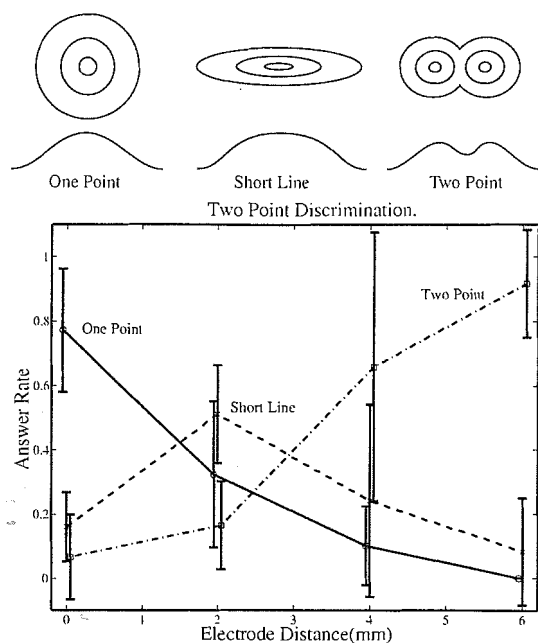 One Point Short Line Two Point
Two Point Discrimination.
1
0.8
0.6
0.4
0.2
0
Answer Rate
One Point
Short Line
Two Point
0 1 2 3 4 5 6
Electrode Distance(mm)